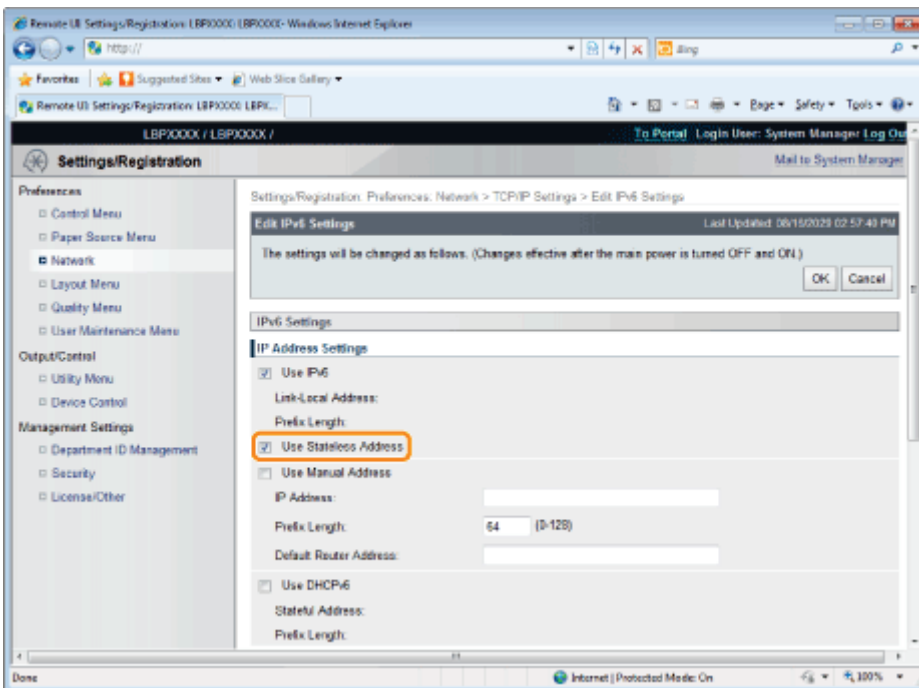 Remote UI: Settings/Registration: LBPXXXX: LBPXXXX - Windows Internet Explorer
http://
Bing
Favorites Suggested Sites Web Slice Gallery
Remote UI: Settings/Registration: LBPXXXX: LBPX...
Page Safety Tools
LBPXXXX / LBPXXXX /
To Portal Login User: System Manager Log Ou
Settings/Registration
Mail to System Manager
Preferences
Control Menu
Paper Source Menu
Network
Layout Menu
Quality Menu
User Maintenance Menu
Output/Control
Utility Menu
Device Control
Management Settings
Department ID Management
Security
License/Other
Settings/Registration: Preferences: Network > TCP/IP Settings > Edit IPv6 Settings
Edit IPv6 Settings
Last Updated: 08/18/2020 02:57:40 PM
The settings will be changed as follows. (Changes effective after the main power is turned OFF and ON.)
OK Cancel
IPv6 Settings
IP Address Settings
Use IPv6
Link-Local Address:
Prefix Length:
Use Stateless Address
Use Manual Address
IP Address:
Prefix Length: 64 (0-128)
Default Router Address:
Use DHCPv6
Stateful Address:
Prefix Length:
Done
Internet | Protected Mode: On
100%